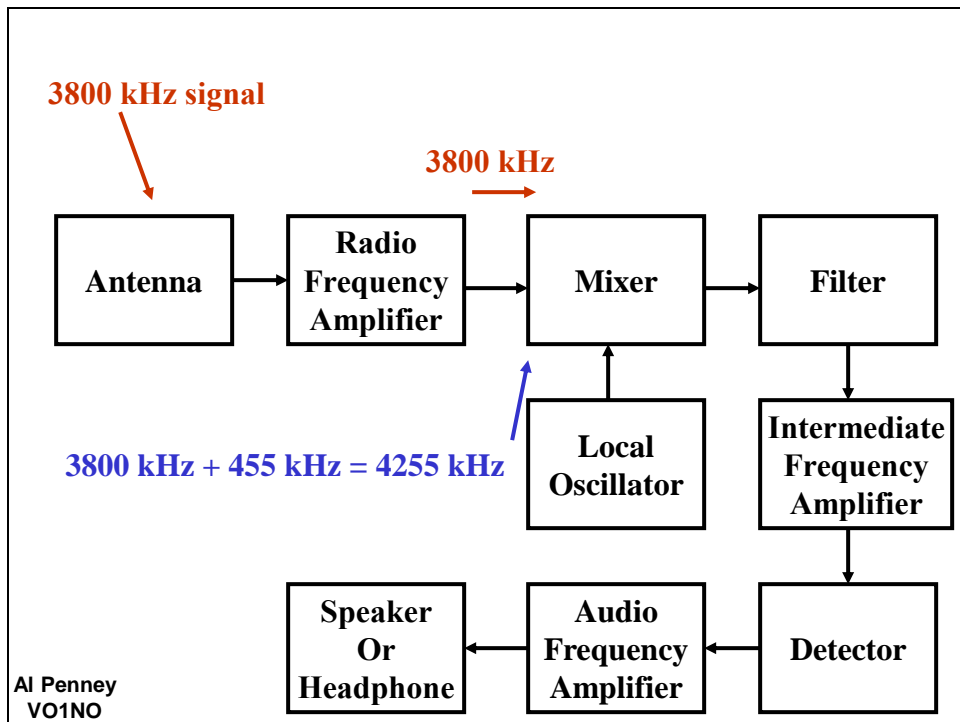 3800 kHz signal
3800 kHz
Antenna
Radio
Frequency
Amplifier
Mixer
Filter
3800 kHz + 455 kHz = 4255 kHz
Local
Oscillator
Intermediate
Frequency
Amplifier
Speaker
Or
Headphone
Audio
Frequency
Amplifier
Detector
Al Penney
VO1NO